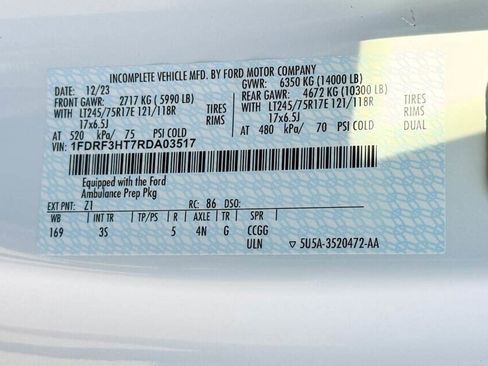 INCOMPLETE VEHICLE MFD. BY FORD MOTOR COMPANY
DATE: 12/23 GVWR: 6350 KG (14000 LB)
FRONT GAWR: 2717 KG (5990 LB) REAR GAWR: 4672 KG (10300 LB)
WITH LT245/75R17E 121/118R TIRES WITH LT245/75R17E 121/118R TIRES
17x6.5J RIMS 17x6.5J RIMS
AT 520 kPa/ 75 PSI COLD AT 480 kPa/ 70 PSI COLD DUAL
VIN: 1FDRF3HT7RDA03517
Equipped with the Ford
Ambulance Prep Pkg
EXT PNT: Z1 RC: 86 DSO:
WB INT TR TP/PS R AXLE TR SPR
169 3S 5 4N G CCGG
ULN 5U5A-3520472-AA